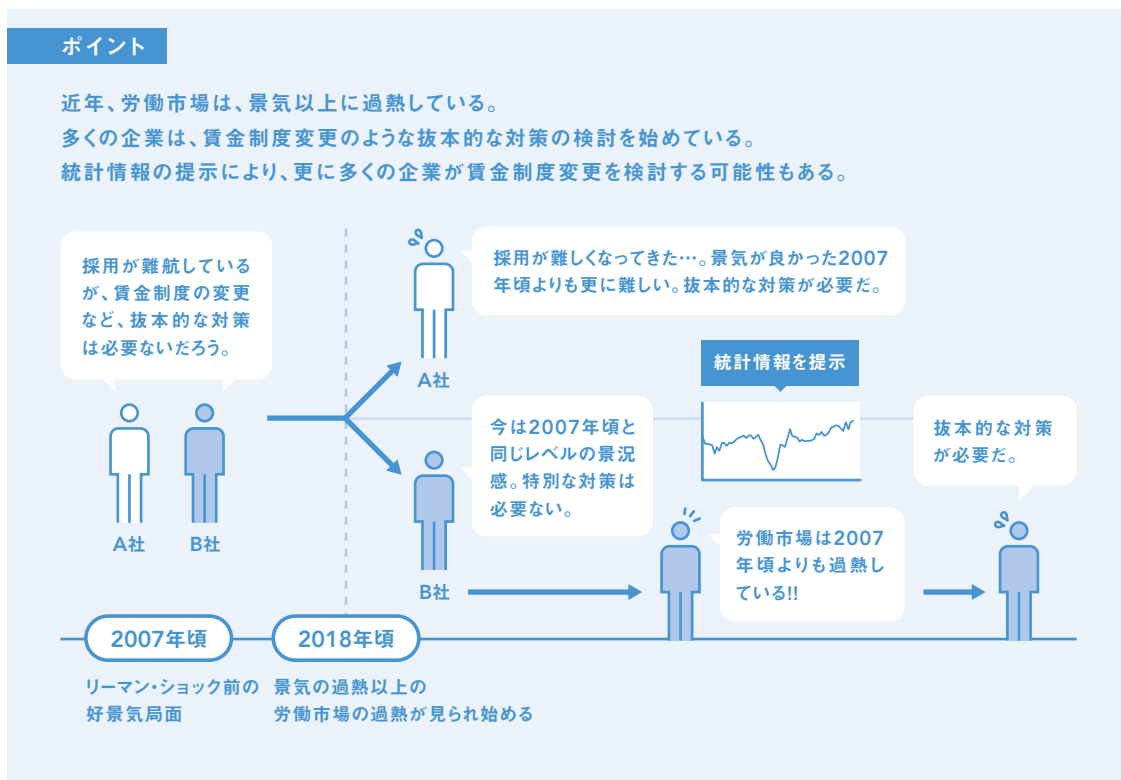 ポイント
近年、労働市場は、景気以上に過熱している。
多くの企業は、賃金制度変更のような抜本的な対策の検討を始めている。
統計情報の提示により、更に多くの企業が賃金制度変更を検討する可能性もある。
採用が難航している
が、賃金制度の変更
など、抜本的な対策
は必要ないだろう。
A社
B社
採用が難しくなってきた…。景気が良かった2007
年頃よりも更に難しい。抜本的な対策が必要だ。
A社
今は2007年頃と
同じレベルの景況
感。特別な対策は
必要ない。
B社
統計情報を提示
労働市場は2007
年頃よりも過熱し
ている!!
抜本的な対策
が必要だ。
2007年頃
リーマン・ショック前の
好景気局面
2018年頃
景気の過熱以上の
労働市場の過熱が見られ始める